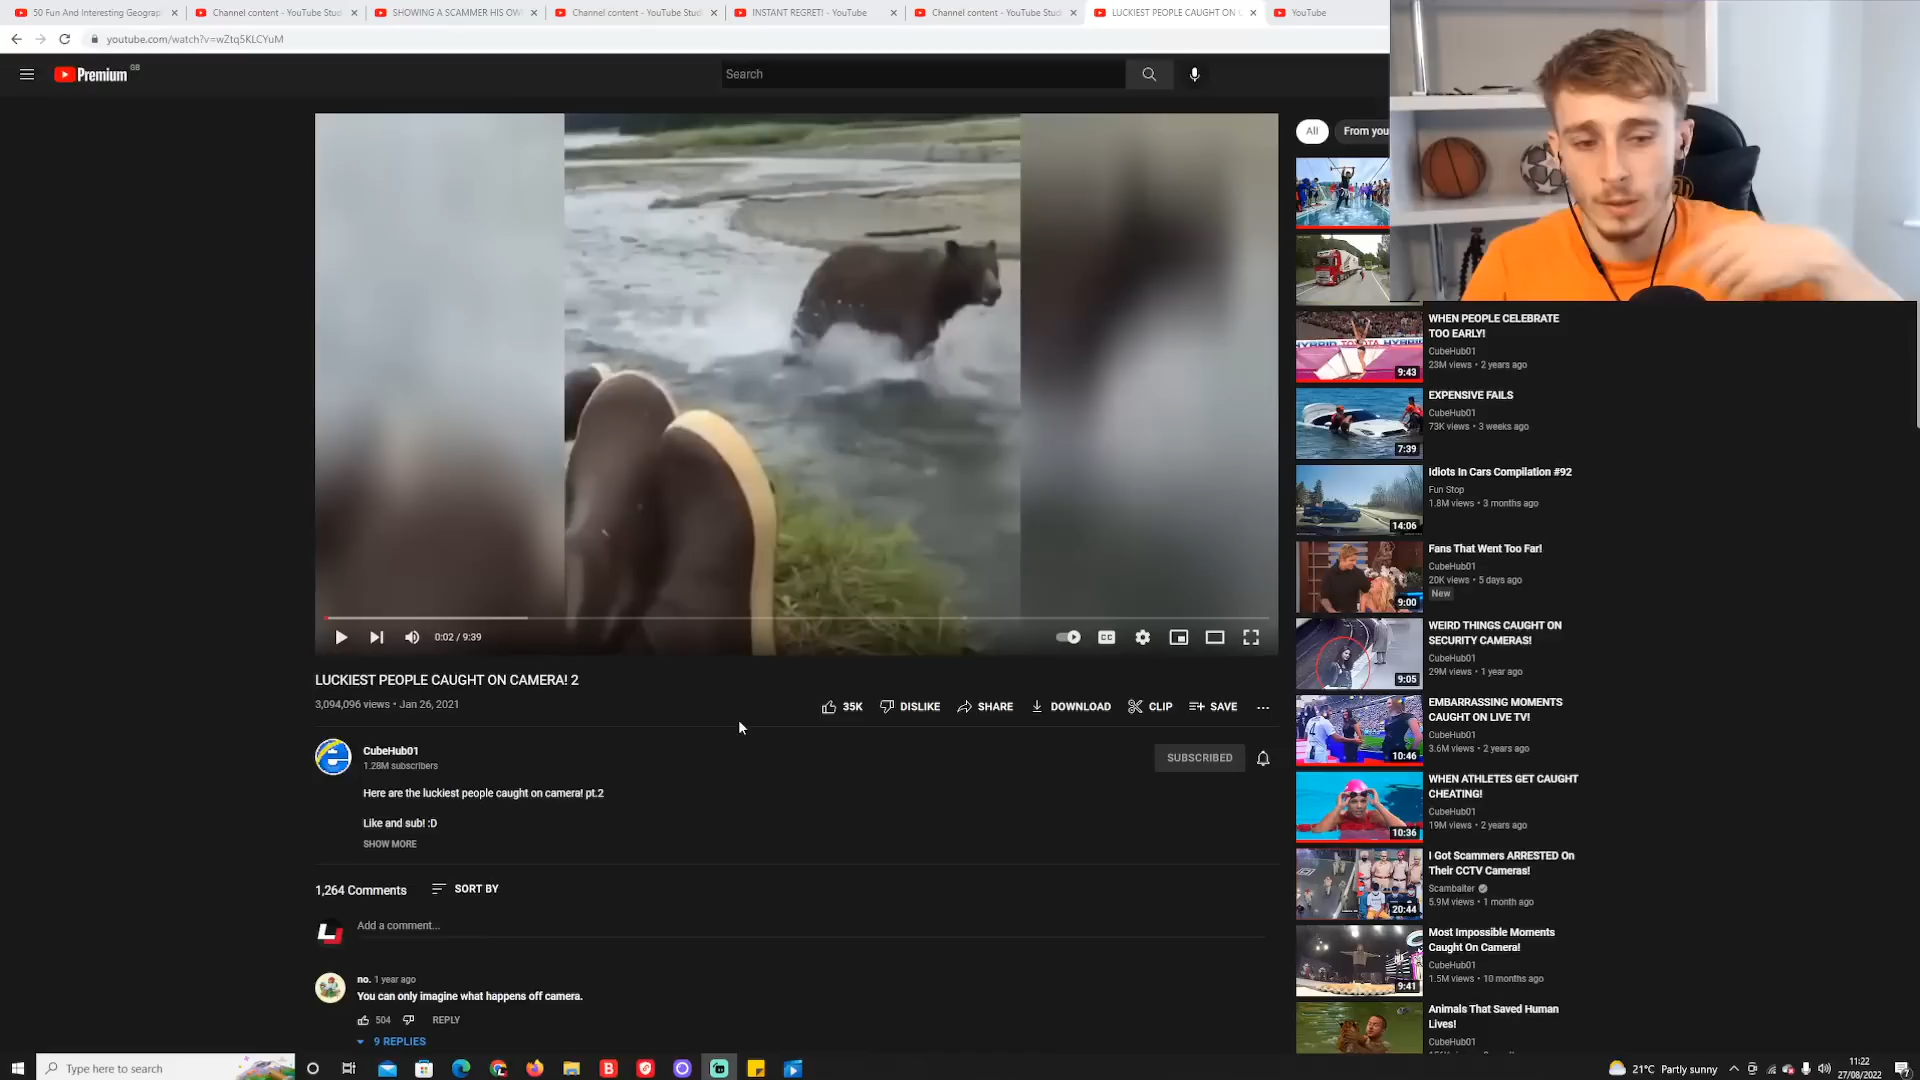 50 Fun And Interesting Geograp
Channel content - YouTube Stud
SHOWING A SCAMMER HIS OW
Channel content - YouTube Stud
INSTANT REGRET! - YouTube
Channel content - YouTube Stud
LUCKIEST PEOPLE CAUGHT ON
YouTube
youtube.com/watch?v=wZtq5KLCYuM
Premium GB
Search
All
From you
0:02 / 9:39
CC
LUCKIEST PEOPLE CAUGHT ON CAMERA! 2
3,094,096 views • Jan 26, 2021
35K
DISLIKE
SHARE
DOWNLOAD
CLIP
SAVE
CubeHub01
1.28M subscribers
SUBSCRIBED
Here are the luckiest people caught on camera! pt.2
Like and sub! :D
SHOW MORE
1,264 Comments
SORT BY
Add a comment...
no. 1 year ago
You can only imagine what happens off camera.
504
REPLY
9 REPLIES
WHEN PEOPLE CELEBRATE
TOO EARLY!
CubeHub01
23M views • 2 years ago
HYBRID TOYOTA HYBRI
9:43
EXPENSIVE FAILS
CubeHub01
73K views • 3 weeks ago
7:39
Idiots In Cars Compilation #92
Fun Stop
1.8M views • 3 months ago
14:06
Fans That Went Too Far!
CubeHub01
20K views • 5 days ago
New
9:00
WEIRD THINGS CAUGHT ON
SECURITY CAMERAS!
CubeHub01
29M views • 1 year ago
9:05
EMBARRASSING MOMENTS
CAUGHT ON LIVE TV!
CubeHub01
3.6M views • 2 years ago
10:46
WHEN ATHLETES GET CAUGHT
CHEATING!
CubeHub01
19M views • 2 years ago
10:36
I Got Scammers ARRESTED On
Their CCTV Cameras!
Scambaiter
5.9M views • 1 month ago
20:44
Most Impossible Moments
Caught On Camera!
CubeHub01
1.5M views • 10 months ago
9:41
Animals That Saved Human
Lives!
CubeHub01
Type here to search
21°C Partly sunny
11:22
27/08/2022